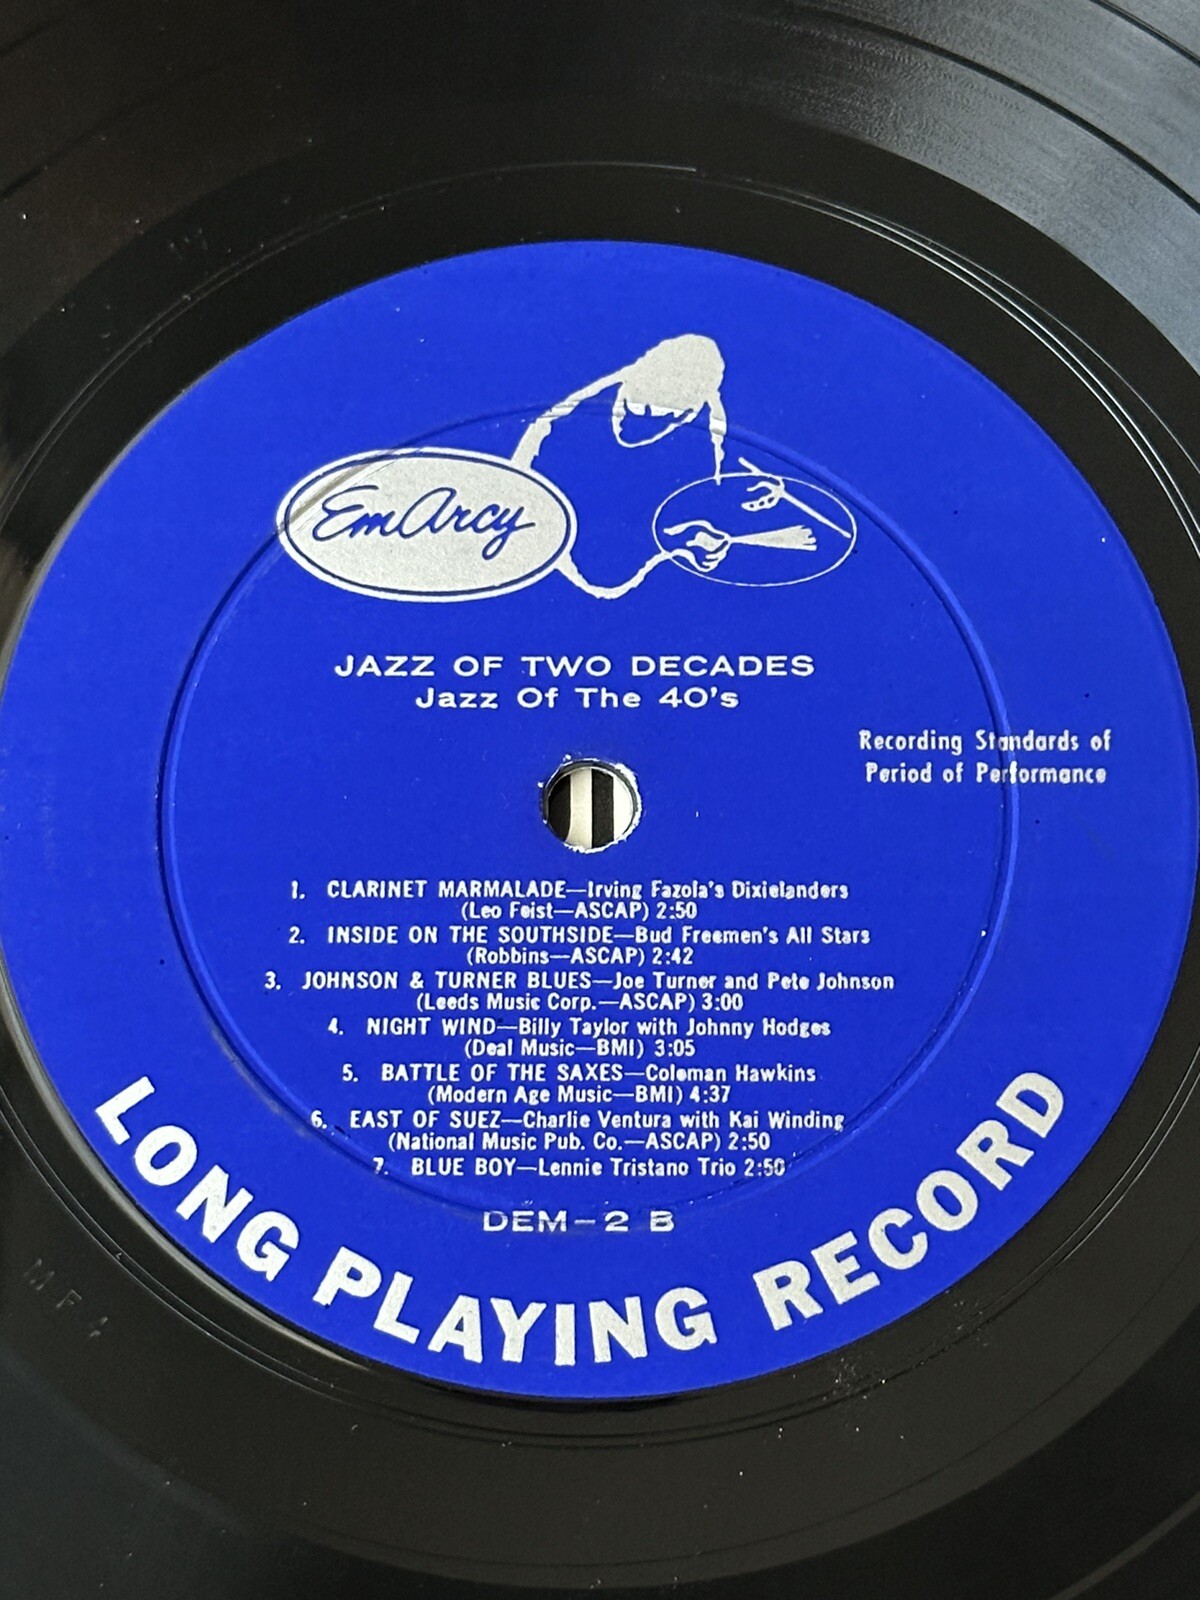 EmArcy
JAZZ OF TWO DECADES
Jazz Of The 40's
Recording Standards of
Period of Performance
1. CLARINET MARMALADE—Irving Fazola's Dixielanders
(Leo Feist—ASCAP) 2:50
2. INSIDE ON THE SOUTHSIDE—Bud Freemen's All Stars
(Robbins—ASCAP) 2:42
3. JOHNSON & TURNER BLUES—Joe Turner and Pete Johnson
(Leeds Music Corp.—ASCAP) 3:00
4. NIGHT WIND—Billy Taylor with Johnny Hodges
(Deal Music—BMI) 3:05
5. BATTLE OF THE SAXES—Coleman Hawkins
(Modern Age Music—BMI) 4:37
6. EAST OF SUEZ—Charlie Ventura with Kai Winding
(National Music Pub. Co.—ASCAP) 2:50
7. BLUE BOY—Lennie Tristano Trio 2:50
DEM—2 B
LONG PLAYING RECORD